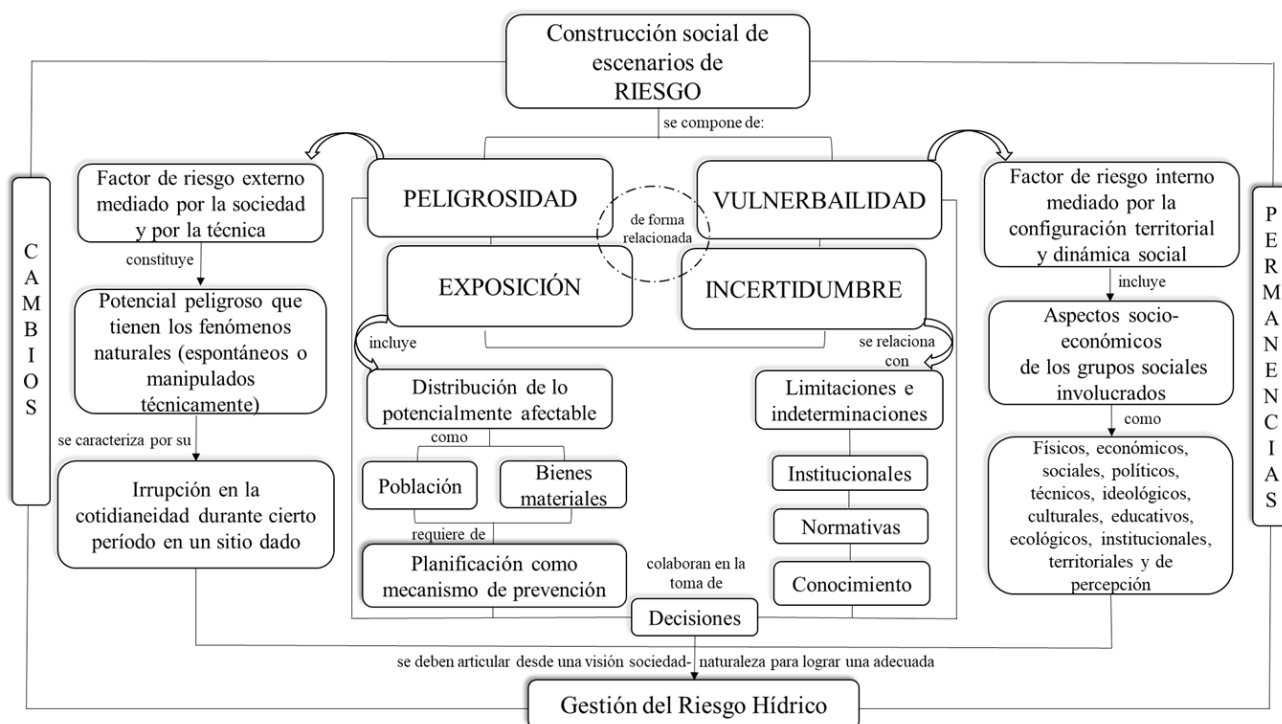 Construcción social de
escenarios de
RIESGO
se compone de:
PELIGROSIDAD
VULNERBAILIDAD
de forma
relacionada
EXPOSICIÓN
INCERTIDUMBRE
Factor de riesgo externo
mediado por la sociedad
y por la técnica
constituye
Potencial peligroso que
tienen los fenómenos
naturales (espontáneos o
manipulados
técnicamente)
se caracteriza por su
Irrupción en la
cotidianeidad durante cierto
período en un sitio dado
incluye
Distribución de lo
potencialmente afectable
como
Población
Bienes
materiales
requiere de
Planificación como
mecanismo de prevención
se relaciona
con
Limitaciones e
indeterminaciones
Institucionales
Normativas
Conocimiento
Factor de riesgo interno
mediado por la
configuración territorial
y dinámica social
incluye
Aspectos socio-
económicos
de los grupos sociales
involucrados
como
Físicos, económicos,
sociales, políticos,
técnicos, ideológicos,
culturales, educativos,
ecológicos, institucionales,
territoriales y de
percepción
CAMBIOS
PERMANENCIAS
colaboran en la
toma de
Decisiones
se deben articular desde una visión sociedad- naturaleza para lograr una adecuada
Gestión del Riesgo Hídrico